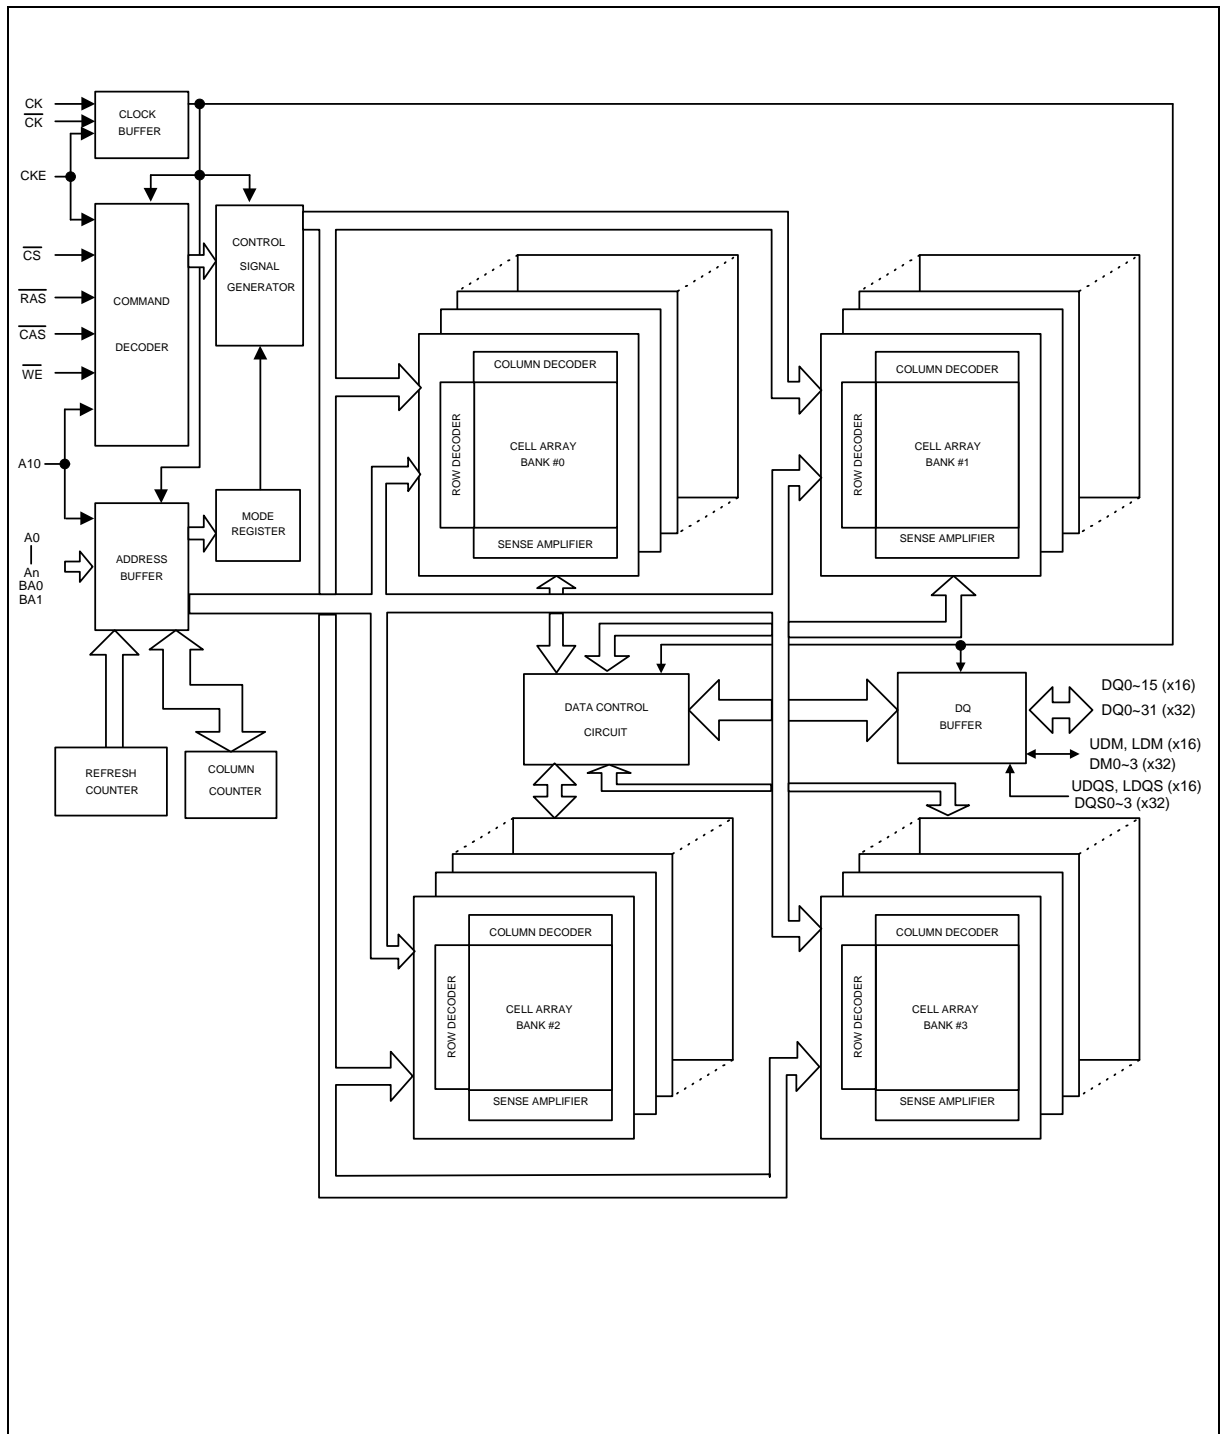 CK
CK
CLOCK
BUFFER
CKE
CS
RAS
CAS
WE
COMMAND
DECODER
CONTROL
SIGNAL
GENERATOR
A10
A0
An
BA0
BA1
ADDRESS
BUFFER
MODE
REGISTER
REFRESH
COUNTER
COLUMN
COUNTER
COLUMN DECODER
ROW DECODER
CELL ARRAY
BANK #0
SENSE AMPLIFIER
COLUMN DECODER
ROW DECODER
CELL ARRAY
BANK #1
SENSE AMPLIFIER
DATA CONTROL
CIRCUIT
DQ
BUFFER
DQ0~15 (x16)
DQ0~31 (x32)
UDM, LDM (x16)
DM0~3 (x32)
UDQS, LDQS (x16)
DQS0~3 (x32)
COLUMN DECODER
ROW DECODER
CELL ARRAY
BANK #2
SENSE AMPLIFIER
COLUMN DECODER
ROW DECODER
CELL ARRAY
BANK #3
SENSE AMPLIFIER